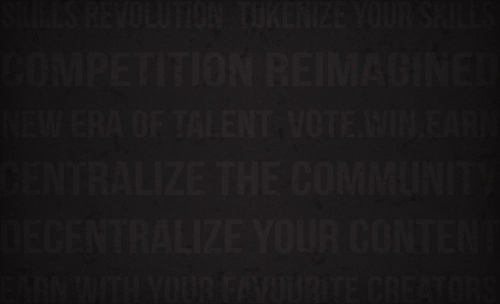 SKILLS REVOLUTION TOKENIZE YOUR SKILLS
COMPETITION REIMAGINED
NEW ERA OF TALENT VOTE,WIN,EARN
CENTRALIZE THE COMMUNITY
DECENTRALIZE YOUR CONTENT
EARN WITH YOUR FAVOURITE CREATORS